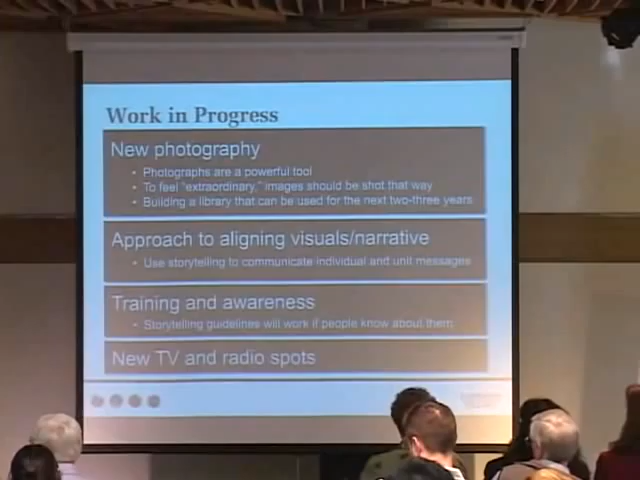 Work in Progress
New photography
• Photographs are a powerful tool
• To feel "extraordinary," images should be shot that way
• Building a library that can be used for the next two-three years
Approach to aligning visuals/narrative
• Use storytelling to communicate individual and unit messages
Training and awareness
• Storytelling guidelines will work if people know about them
New TV and radio spots